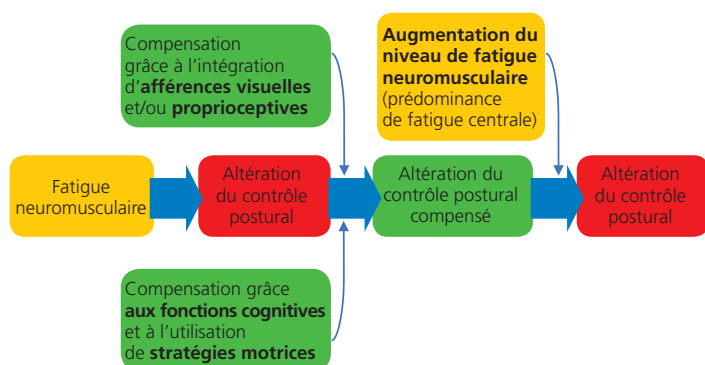 Compensation
grâce à l’intégration
d’afférences visuelles
et/ou proprioceptives
Augmentation du
niveau de fatigue
neuromusculaire
(prédominance
de fatigue centrale)
Fatigue
neuromusculaire
Altération
du contrôle
postural
Altération du
contrôle postural
compensé
Altération
du contrôle
postural
Compensation grâce
aux fonctions cognitives
et à l’utilisation
de stratégies motrices